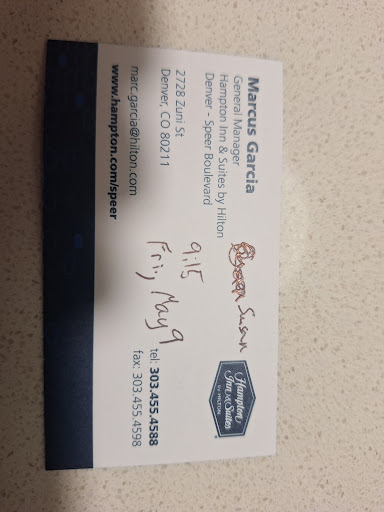 Marcus Garcia
General Manager
Hampton Inn & Suites by Hilton
Denver - Speer Boulevard
2728 Zuni St
Denver, CO 80211
marc.garcia@hilton.com
www.hampton.com/speer
Susan
9:15
Fri, May 9
Hampton
Inn & Suites
BY HILTON
®
tel: 303.455.4588
fax: 303.455.4598